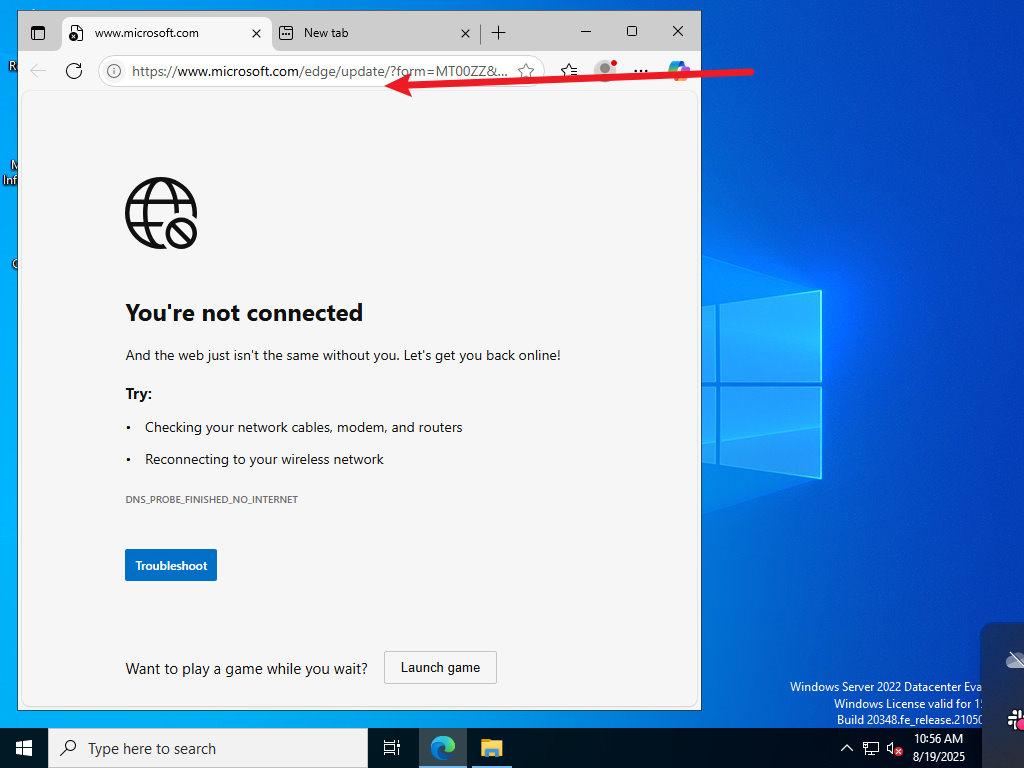 www.microsoft.com
New tab
https://www.microsoft.com/edge/update/?form=MT00ZZ&...
You're not connected
And the web just isn't the same without you. Let's get you back online!
Try:
• Checking your network cables, modem, and routers
• Reconnecting to your wireless network
DNS_PROBE_FINISHED_NO_INTERNET
Troubleshoot
Want to play a game while you wait?
Launch game
Windows Server 2022 Datacenter Eva
Windows License valid for 1
Build 20348.fe_release.2105
Type here to search
10:56 AM
8/19/2025